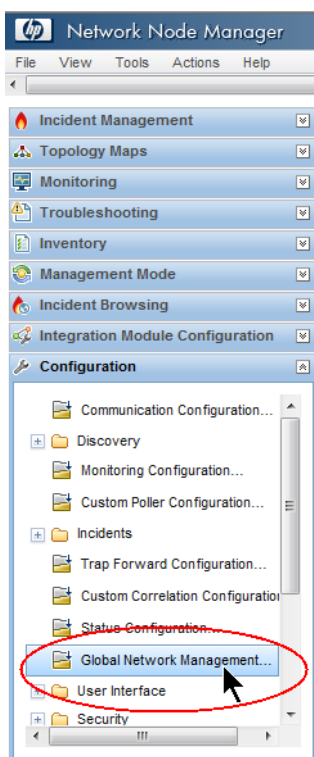 hp Network Node Manager
File View Tools Actions Help
Incident Management
Topology Maps
Monitoring
Troubleshooting
Inventory
Management Mode
Incident Browsing
Integration Module Configuration
Configuration
Communication Configuration...
Discovery
Monitoring Configuration...
Custom Poller Configuration...
Incidents
Trap Forward Configuration...
Custom Correlation Configuration
Status Configuration...
Global Network Management...
User Interface
Security